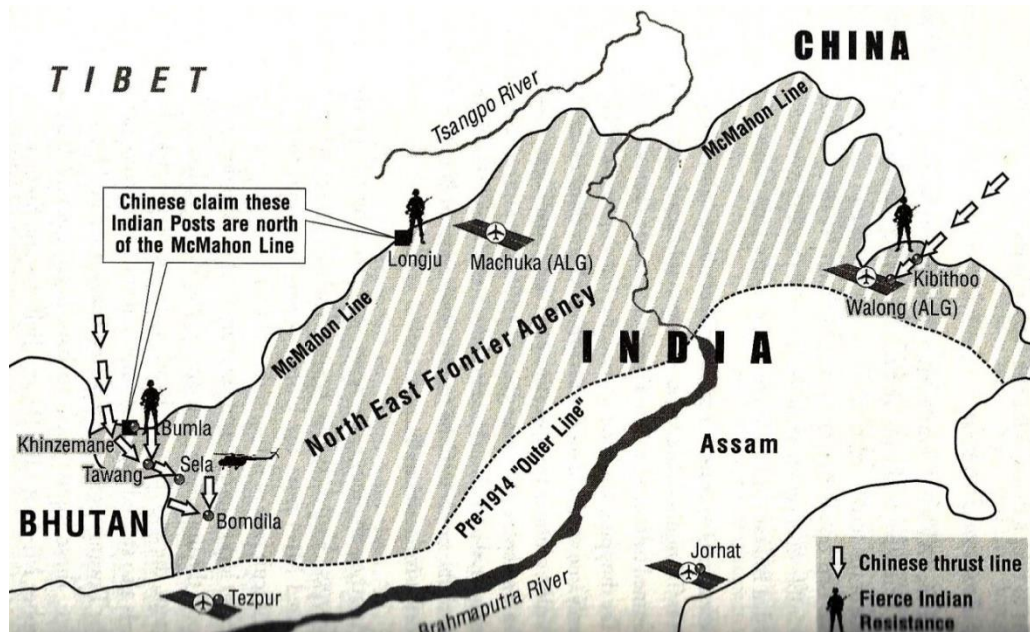 CHINA
TIBET
Tsangpo River
McMahon Line
Chinese claim these
Indian Posts are north
of the McMahon Line
Longju
Machuka (ALG)
Kibithoo
Walong (ALG)
McMahon Line
North East Frontier Agency
INDIA
Khinzemane
Bumla
Tawang
Sela
Pre-1914 "Outer Line"
Assam
BHUTAN
Bomdila
Jorhat
Tezpur
Brahmaputra River
Chinese thrust line
Fierce Indian
Resistance